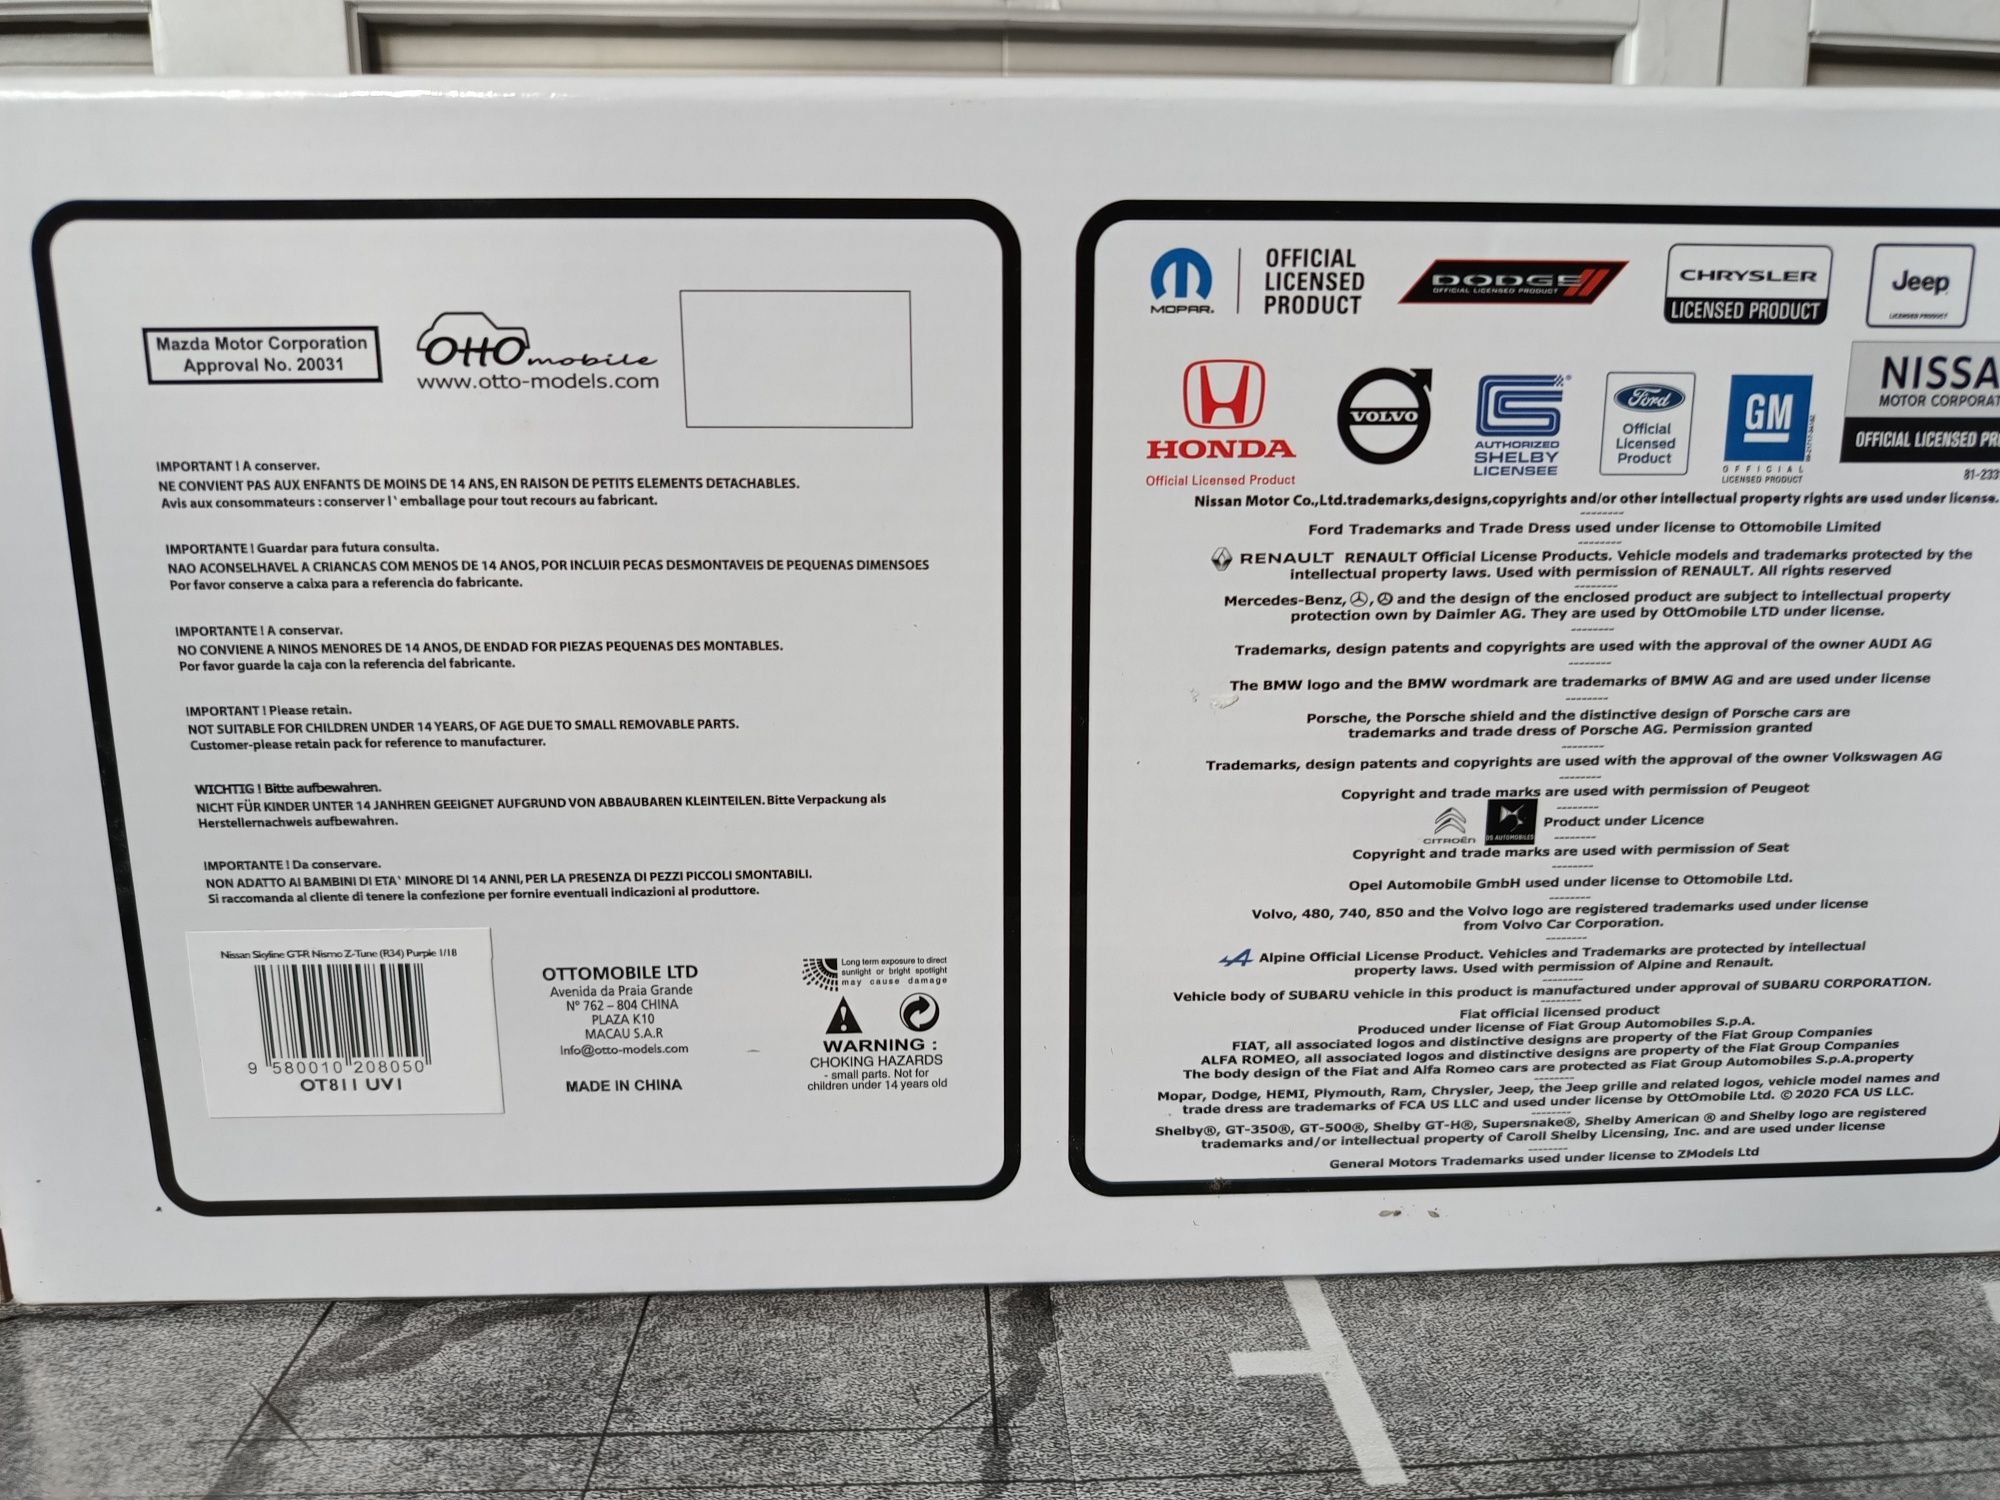 Mazda Motor Corporation
Approval No. 20031
OttO mobile
www.otto-models.com
IMPORTANT ! A conserver.
NE CONVIENT PAS AUX ENFANTS DE MOINS DE 14 ANS, EN RAISON DE PETITS ELEMENTS DETACHABLES.
Avis aux consommateurs : conserver l'emballage pour tout recours au fabricant.
IMPORTANTE ! Guardar para futura consulta.
NAO ACONSELHAVEL A CRIANCAS COM MENOS DE 14 ANOS, POR INCLUIR PECAS DESMONTAVEIS DE PEQUENAS DIMENSOES
Por favor conserve a caixa para a referencia do fabricante.
IMPORTANTE ! A conservar.
NO CONVIENE A NINOS MENORES DE 14 ANOS, DE ENDAD FOR PIEZAS PEQUENAS DES MONTABLES.
Por favor guarde la caja con la referencia del fabricante.
IMPORTANT ! Please retain.
NOT SUITABLE FOR CHILDREN UNDER 14 YEARS, OF AGE DUE TO SMALL REMOVABLE PARTS.
Customer-please retain pack for reference to manufacturer.
WICHTIG ! Bitte aufbewahren.
NICHT FÜR KINDER UNTER 14 JANHREN GEEIGNET AUFGRUND VON ABBAUBAREN KLEINTEILEN. Bitte Verpackung als
Herstellernachweis aufbewahren.
IMPORTANTE ! Da conservare.
NON ADATTO AI BAMBINI DI ETA' MINORE DI 14 ANNI, PER LA PRESENZA DI PEZZI PICCOLI SMONTABILI.
Si raccomanda al cliente di tenere la confezione per fornire eventuali indicazioni al produttore.
Nissan Skyline GT-R Nismo Z-Tune (R34) Purple 1/18
9 580010 208050
OT811 UV1
OTTOMOBILE LTD
Avenida da Praia Grande
N° 762 – 804 CHINA
PLAZA K10
MACAU S.A.R
Info@otto-models.com
MADE IN CHINA
Long term exposure to direct
sunlight or bright spotlight
may cause damage
WARNING :
CHOKING HAZARDS
- small parts. Not for
children under 14 years old
MOPAR.
OFFICIAL
LICENSED
PRODUCT
DODGE
OFFICIAL LICENSED PRODUCT
CHRYSLER
LICENSED PRODUCT
Jeep
LICENSED PRODUCT
HONDA
Official Licensed Product
VOLVO
AUTHORIZED
SHELBY
LICENSEE
Ford
Official
Licensed
Product
GM
OFFICIAL
LICENSED PRODUCT
NISSA
MOTOR CORPORAT
OFFICIAL LICENSED PR
81-233
Nissan Motor Co.,Ltd.trademarks,designs,copyrights and/or other intellectual property rights are used under license.
Ford Trademarks and Trade Dress used under license to Ottomobile Limited
RENAULT RENAULT Official License Products. Vehicle models and trademarks protected by the
intellectual property laws. Used with permission of RENAULT. All rights reserved
Mercedes-Benz, , and the design of the enclosed product are subject to intellectual property
protection own by Daimler AG. They are used by OttOmobile LTD under license.
Trademarks, design patents and copyrights are used with the approval of the owner AUDI AG
The BMW logo and the BMW wordmark are trademarks of BMW AG and are used under license
Porsche, the Porsche shield and the distinctive design of Porsche cars are
trademarks and trade dress of Porsche AG. Permission granted
Trademarks, design patents and copyrights are used with the approval of the owner Volkswagen AG
Copyright and trade marks are used with permission of Peugeot
CITROËN DS AUTOMOBILES Product under Licence
Copyright and trade marks are used with permission of Seat
Opel Automobile GmbH used under license to Ottomobile Ltd.
Volvo, 480, 740, 850 and the Volvo logo are registered trademarks used under license
from Volvo Car Corporation.
Alpine Official License Product. Vehicles and Trademarks are protected by intellectual
property laws. Used with permission of Alpine and Renault.
Vehicle body of SUBARU vehicle in this product is manufactured under approval of SUBARU CORPORATION.
Fiat official licensed product
Produced under license of Fiat Group Automobiles S.p.A.
FIAT, all associated logos and distinctive designs are property of the Fiat Group Companies
ALFA ROMEO, all associated logos and distinctive designs are property of the Fiat Group Companies
The body design of the Fiat and Alfa Romeo cars are protected as Fiat Group Automobiles S.p.A.property
Mopar, Dodge, HEMI, Plymouth, Ram, Chrysler, Jeep, the Jeep grille and related logos, vehicle model names and
trade dress are trademarks of FCA US LLC and used under license by OttOmobile Ltd. © 2020 FCA US LLC.
Shelby®, GT-350®, GT-500®, Shelby GT-H®, Supersnake®, Shelby American ® and Shelby logo are registered
trademarks and/or intellectual property of Caroll Shelby Licensing, Inc. and are used under license
General Motors Trademarks used under license to ZModels Ltd